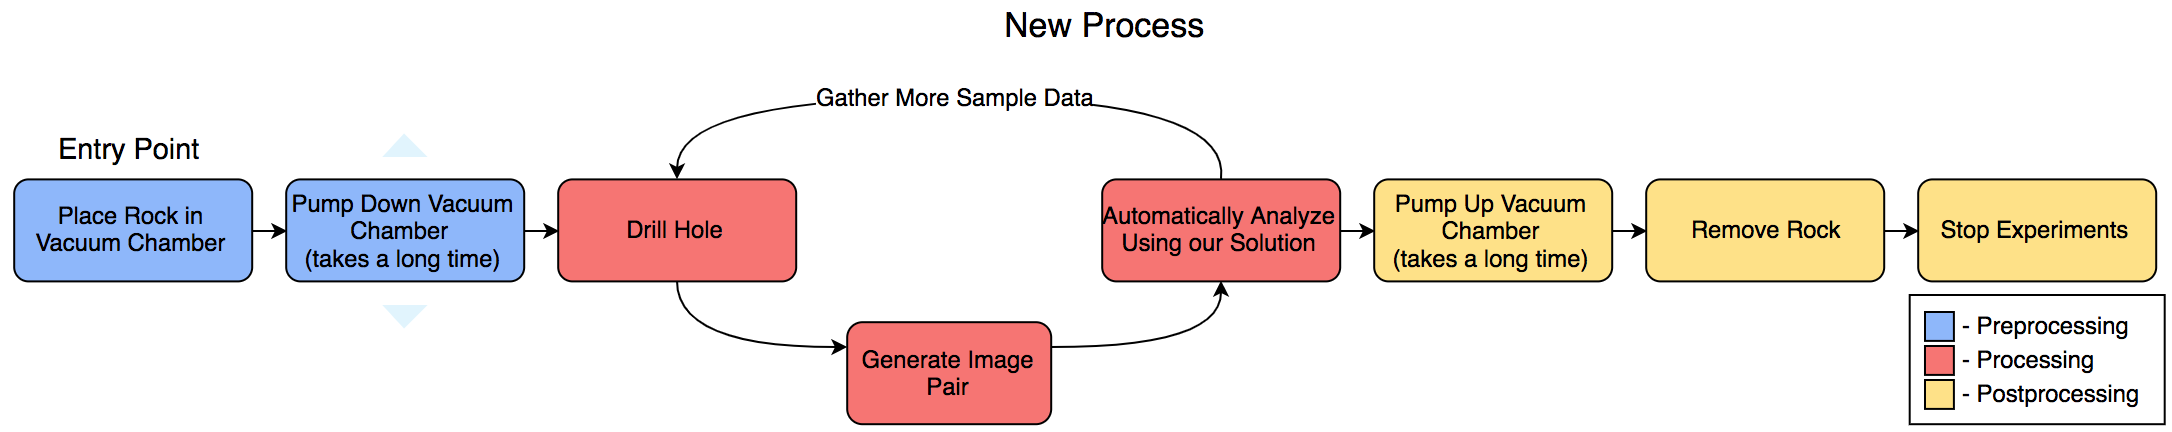 New Process
Gather More Sample Data
Entry Point
Place Rock in
Vacuum Chamber
Pump Down Vacuum
Chamber
(takes a long time)
Drill Hole
Generate Image
Pair
Automatically Analyze
Using our Solution
Pump Up Vacuum
Chamber
(takes a long time)
Remove Rock
Stop Experiments
- Preprocessing
- Processing
- Postprocessing